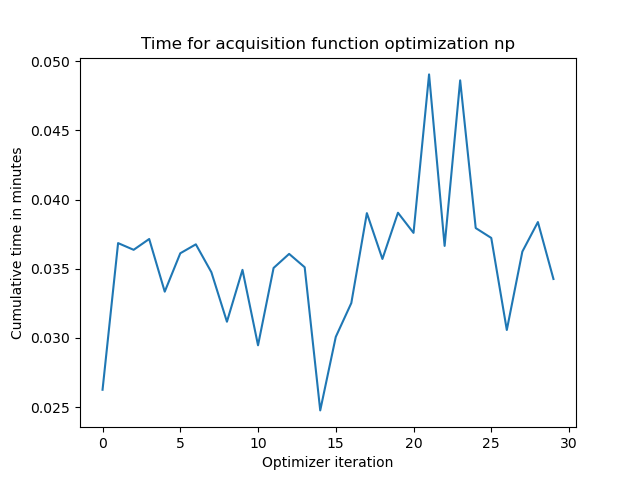 Time for acquisition function optimization np
Cumulative time in minutes
0.050
0.045
0.040
0.035
0.030
0.025
0 5 10 15 20 25 30
Optimizer iteration